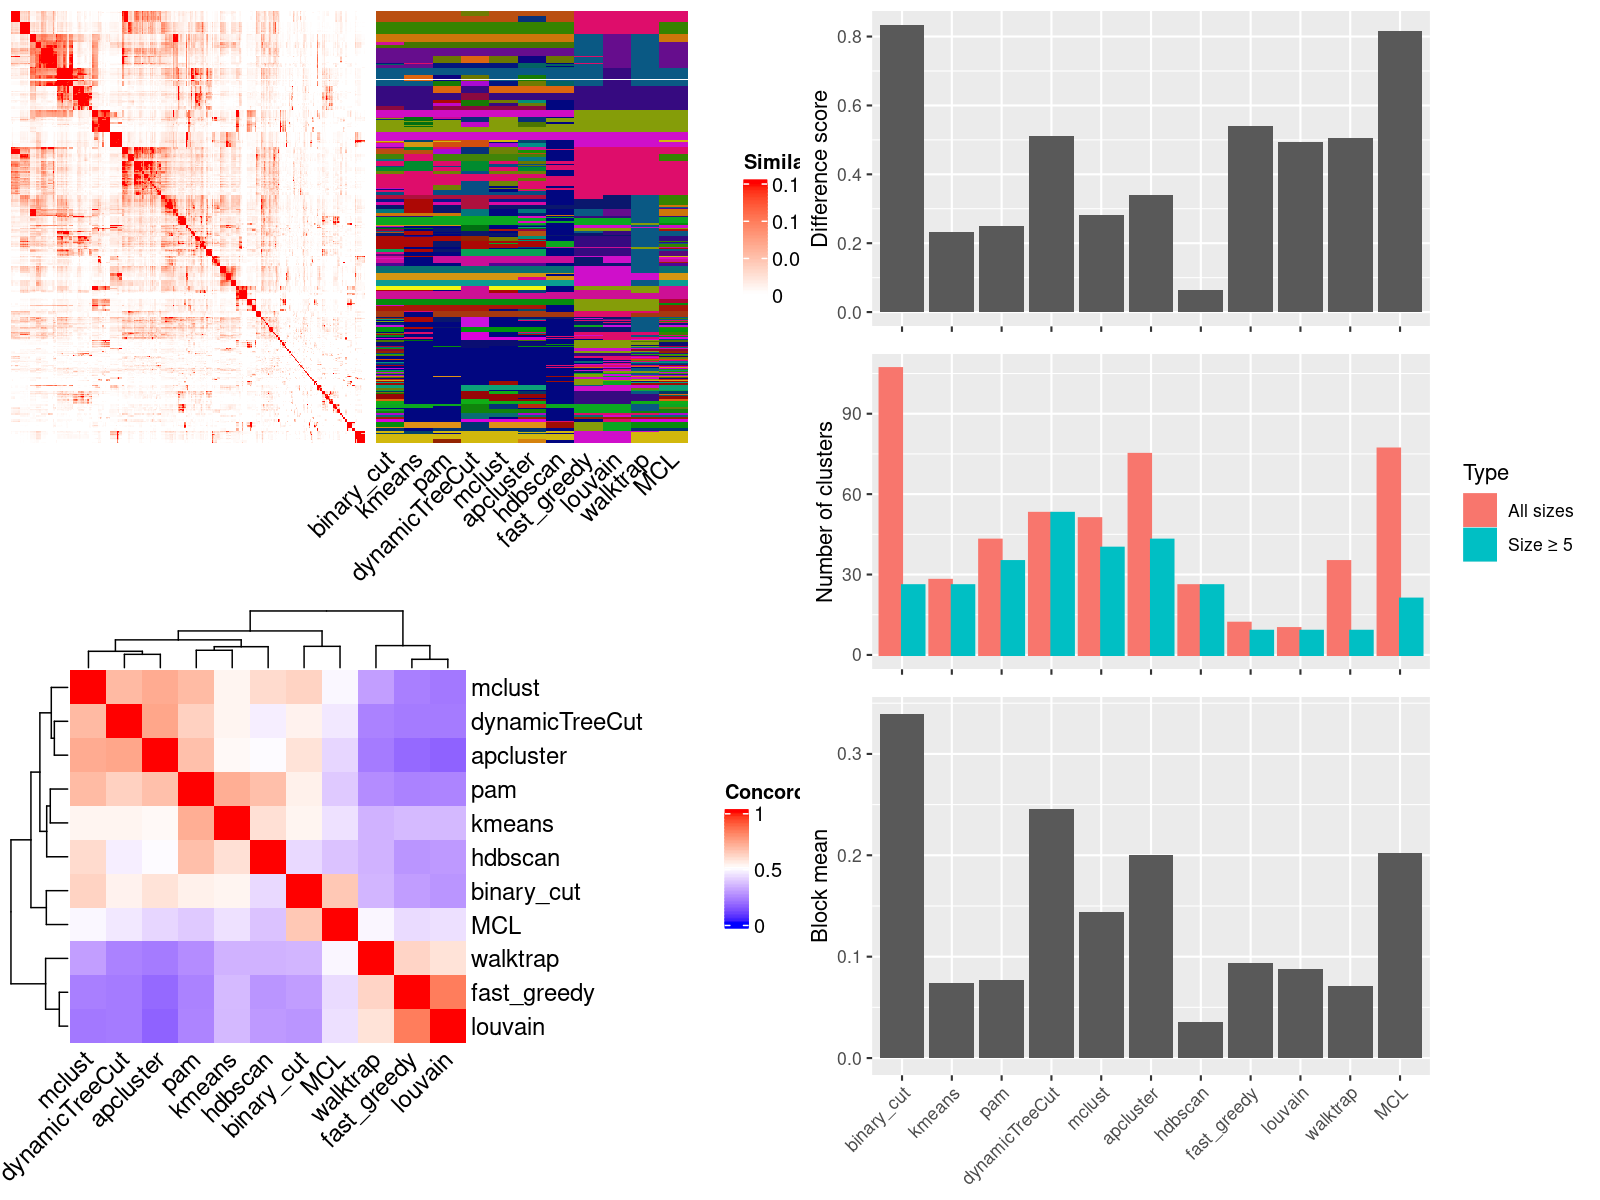 Simila
0.1
0.1
0.0
0
binary_cut
kmeans
pam
dynamicTreeCut
mclust
apcluster
hdbscan
fast_greedy
louvain
walktrap
MCL
mclust
dynamicTreeCut
apcluster
pam
kmeans
hdbscan
binary_cut
MCL
walktrap
fast_greedy
louvain
mclust
dynamicTreeCut
apcluster
pam
kmeans
hdbscan
binary_cut
MCL
walktrap
fast_greedy
louvain
Concord
1
0.5
0
Difference score
0.8
0.6
0.4
0.2
0.0
Number of clusters
90
60
30
0
Type
All sizes
Size ≥ 5
Block mean
0.3
0.2
0.1
0.0
binary_cut
kmeans
pam
dynamicTreeCut
mclust
apcluster
hdbscan
fast_greedy
louvain
walktrap
MCL